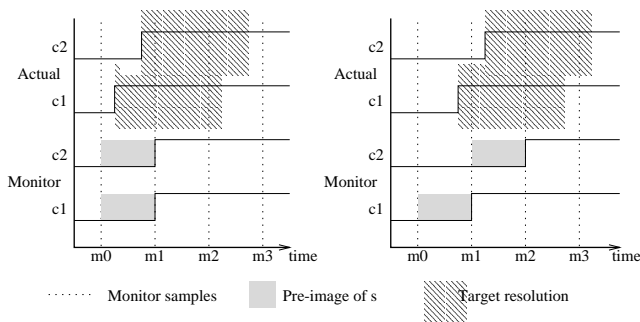 c2
Actual
c1
c2
Monitor
c1
m0 m1 m2 m3 time
c2
Actual
c1
c2
Monitor
c1
m0 m1 m2 m3 time
Monitor samples Pre-image of s Target resolution